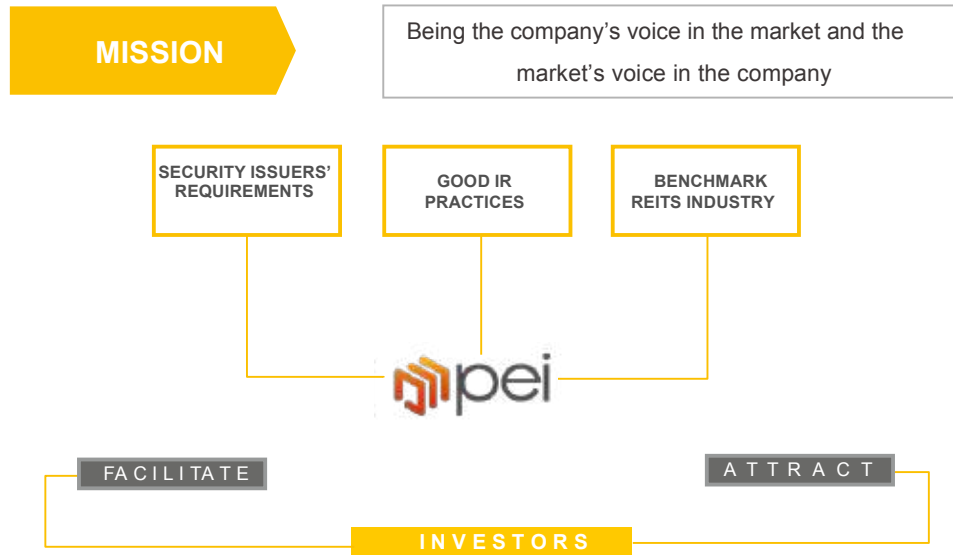 MISSION
Being the company’s voice in the market and the
market’s voice in the company
SECURITY ISSUERS’
REQUIREMENTS
GOOD IR
PRACTICES
BENCHMARK
REITS INDUSTRY
pei
FACILITATE
ATTRACT
INVESTORS